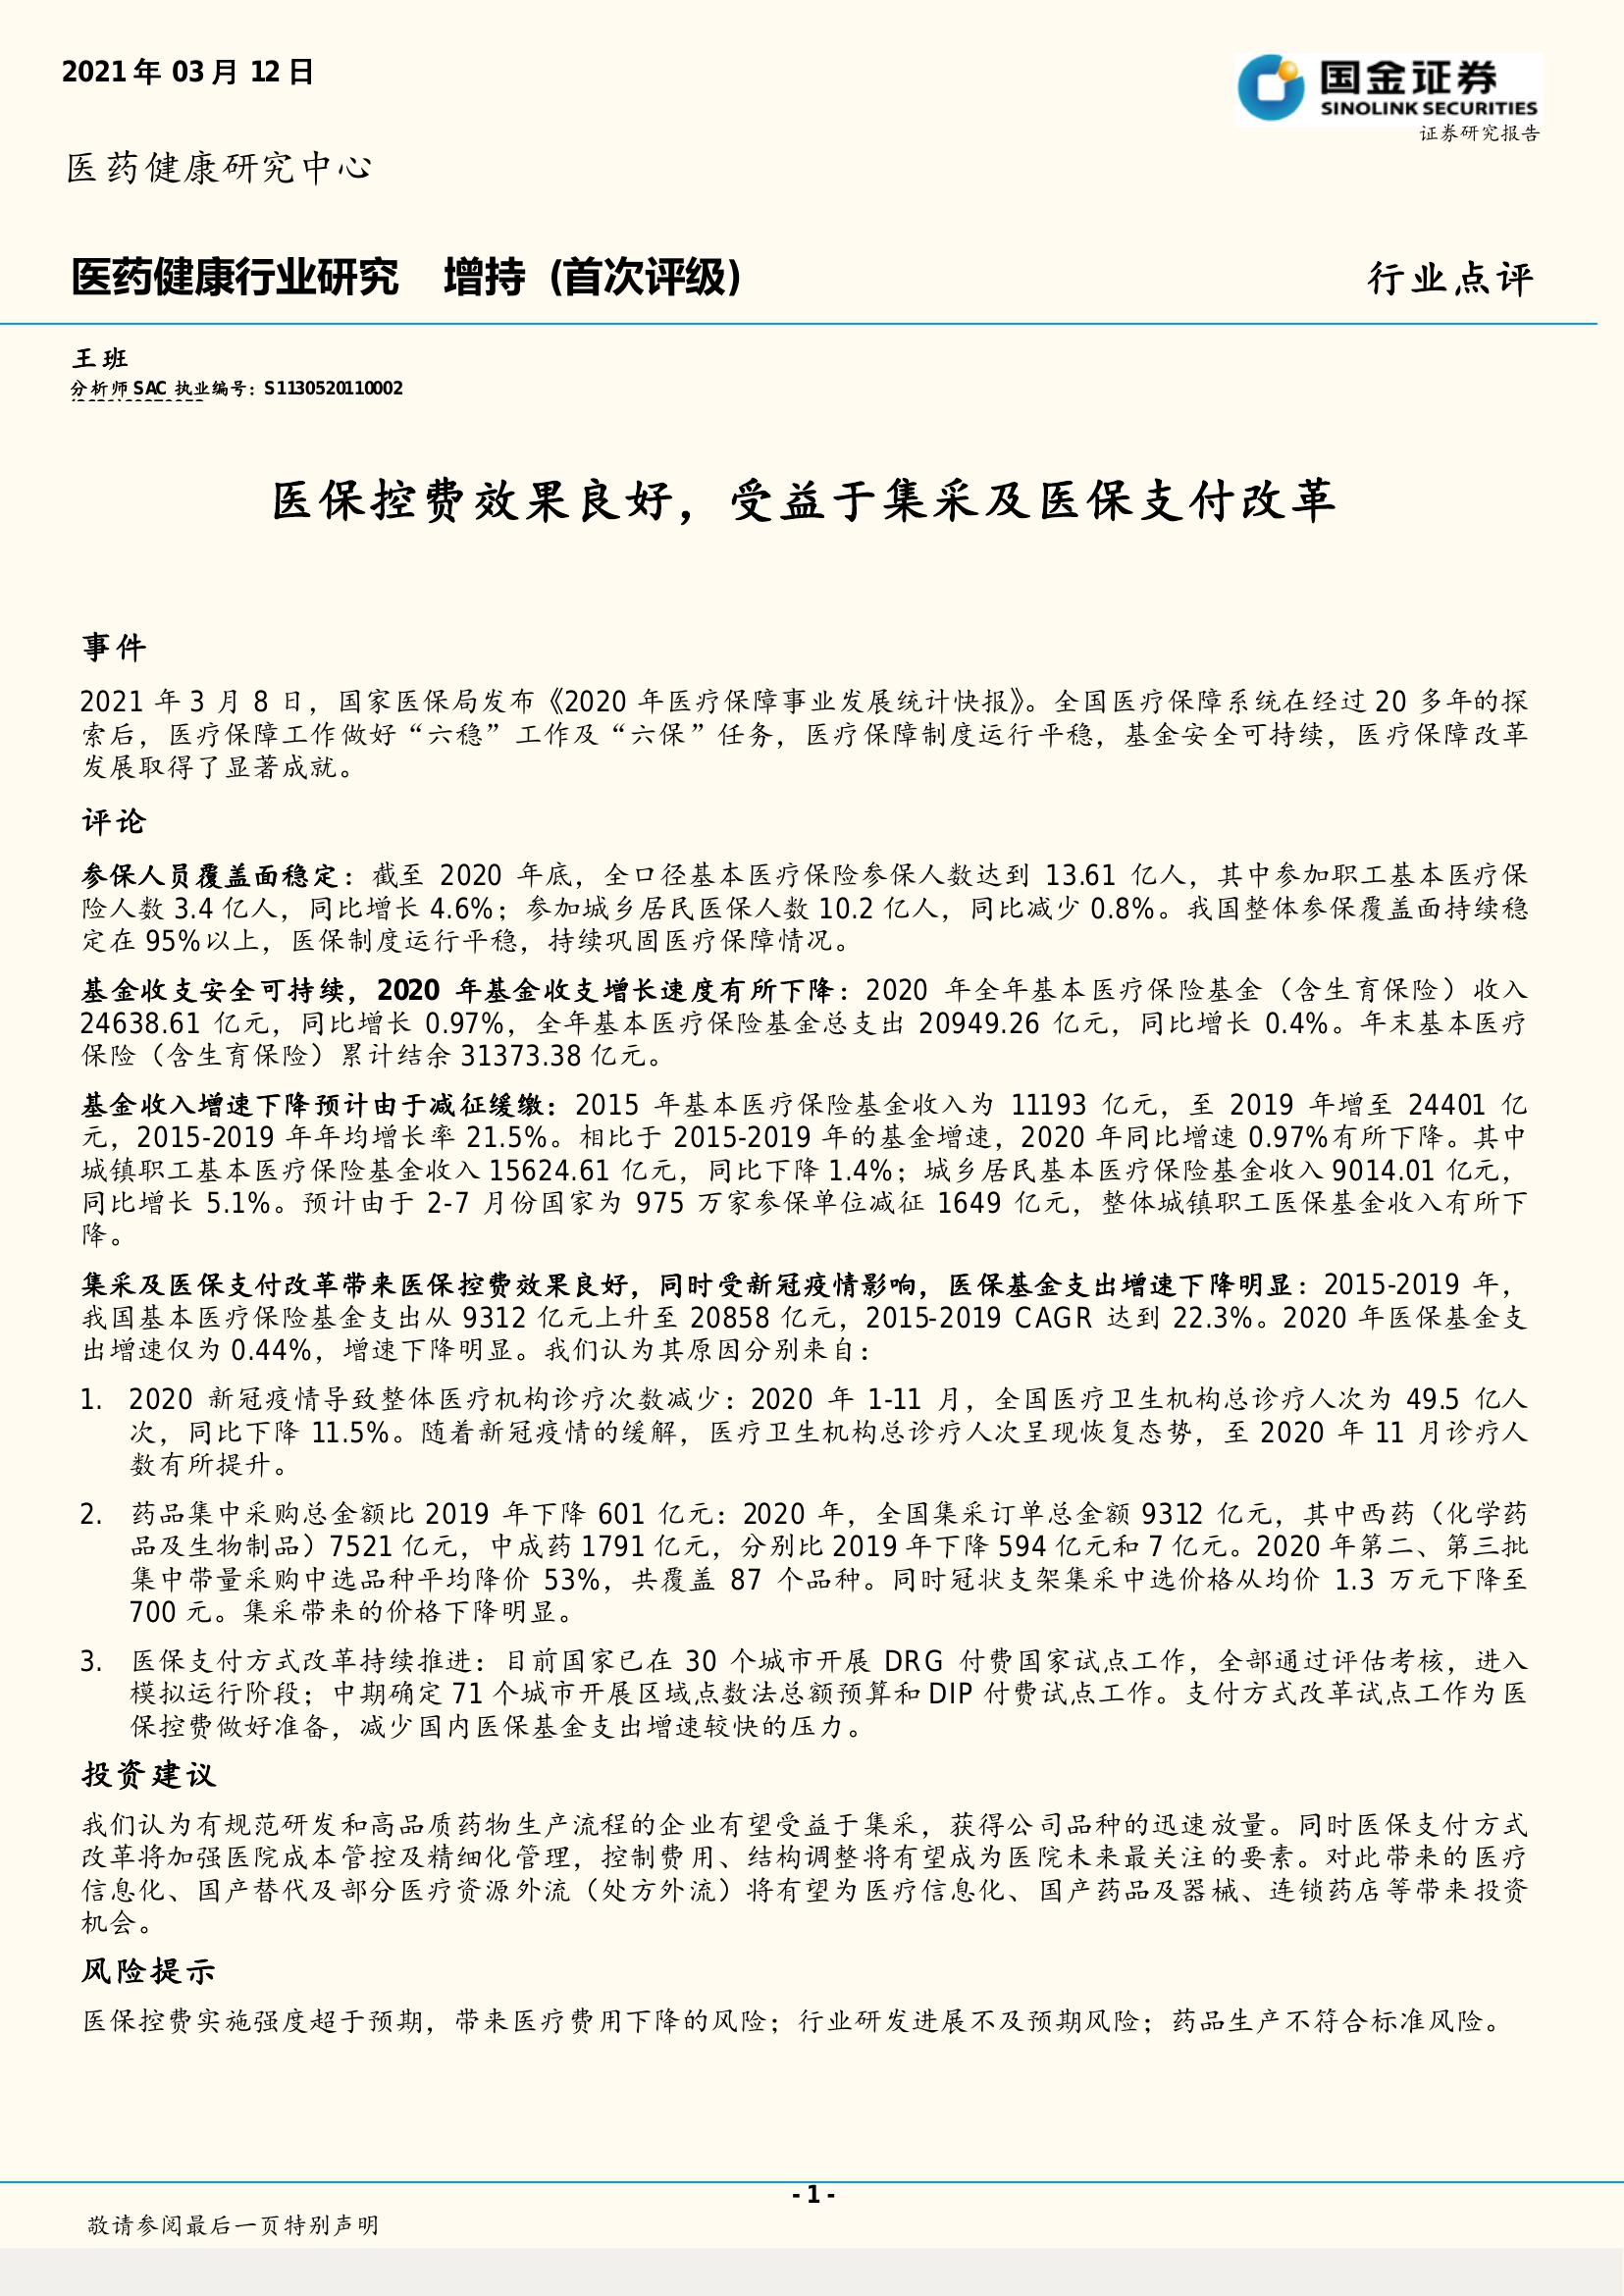 2021 年 03 月 12 日
国金证券
SINOLINK SECURITIES
证券研究报告
医药健康研究中心
医药健康行业研究 增持 (首次评级)
行业点评
王班
分析师 SAC 执业编号：S1130520110002
医保控费效果良好，受益于集采及医保支付改革
事件
2021 年 3 月 8 日，国家医保局发布《2020 年医疗保障事业发展统计快报》。全国医疗保障系统在经过 20 多年的探
索后，医疗保障工作做好“六稳”工作及“六保”任务，医疗保障制度运行平稳，基金安全可持续，医疗保障改革
发展取得了显著成就。
评论
参保人员覆盖面稳定：截至 2020 年底，全口径基本医疗保险参保人数达到 13.61 亿人，其中参加职工基本医疗保
险人数 3.4 亿人，同比增长 4.6%；参加城乡居民医保人数 10.2 亿人，同比减少 0.8%。我国整体参保覆盖面持续稳
定在 95%以上，医保制度运行平稳，持续巩固医疗保障情况。
基金收支安全可持续，2020 年基金收支增长速度有所下降：2020 年全年基本医疗保险基金（含生育保险）收入
24638.61 亿元，同比增长 0.97%，全年基本医疗保险基金总支出 20949.26 亿元，同比增长 0.4%。年末基本医疗
保险（含生育保险）累计结余 31373.38 亿元。
基金收入增速下降预计由于减征缓缴：2015 年基本医疗保险基金收入为 11193 亿元，至 2019 年增至 24401 亿
元，2015-2019 年年均增长率 21.5%。相比于 2015-2019 年的基金增速，2020 年同比增速 0.97%有所下降。其中
城镇职工基本医疗保险基金收入 15624.61 亿元，同比下降 1.4%；城乡居民基本医疗保险基金收入 9014.01 亿元，
同比增长 5.1%。预计由于 2-7 月份国家为 975 万家参保单位减征 1649 亿元，整体城镇职工医保基金收入有所下
降。
集采及医保支付改革带来医保控费效果良好，同时受新冠疫情影响，医保基金支出增速下降明显：2015-2019 年，
我国基本医疗保险基金支出从 9312 亿元上升至 20858 亿元，2015-2019 CAGR 达到 22.3%。2020 年医保基金支
出增速仅为 0.44%，增速下降明显。我们认为其原因分别来自：
1. 2020 新冠疫情导致整体医疗机构诊疗次数减少：2020 年 1-11 月，全国医疗卫生机构总诊疗人次为 49.5 亿人
次，同比下降 11.5%。随着新冠疫情的缓解，医疗卫生机构总诊疗人次呈现恢复态势，至 2020 年 11 月诊疗人
数有所提升。
2. 药品集中采购总金额比 2019 年下降 601 亿元：2020 年，全国集采订单总金额 9312 亿元，其中西药（化学药
品及生物制品）7521 亿元，中成药 1791 亿元，分别比 2019 年下降 594 亿元和 7 亿元。2020 年第二、第三批
集中带量采购中选品种平均降价 53%，共覆盖 87 个品种。同时冠状支架集采中选价格从均价 1.3 万元下降至
700 元。集采带来的价格下降明显。
3. 医保支付方式改革持续推进：目前国家已在 30 个城市开展 DRG 付费国家试点工作，全部通过评估考核，进入
模拟运行阶段；中期确定 71 个城市开展区域点数法总额预算和 DIP 付费试点工作。支付方式改革试点工作为医
保控费做好准备，减少国内医保基金支出增速较快的压力。
投资建议
我们认为有规范研发和高品质药物生产流程的企业有望受益于集采，获得公司品种的迅速放量。同时医保支付方式
改革将加强医院成本管控及精细化管理，控制费用、结构调整将有望成为医院未来最关注的要素。对此带来的医疗
信息化、国产替代及部分医疗资源外流（处方外流）将有望为医疗信息化、国产药品及器械、连锁药店等带来投资
机会。
风险提示
医保控费实施强度超于预期，带来医疗费用下降的风险；行业研发进展不及预期风险；药品生产不符合标准风险。
- 1 -
敬请参阅最后一页特别声明